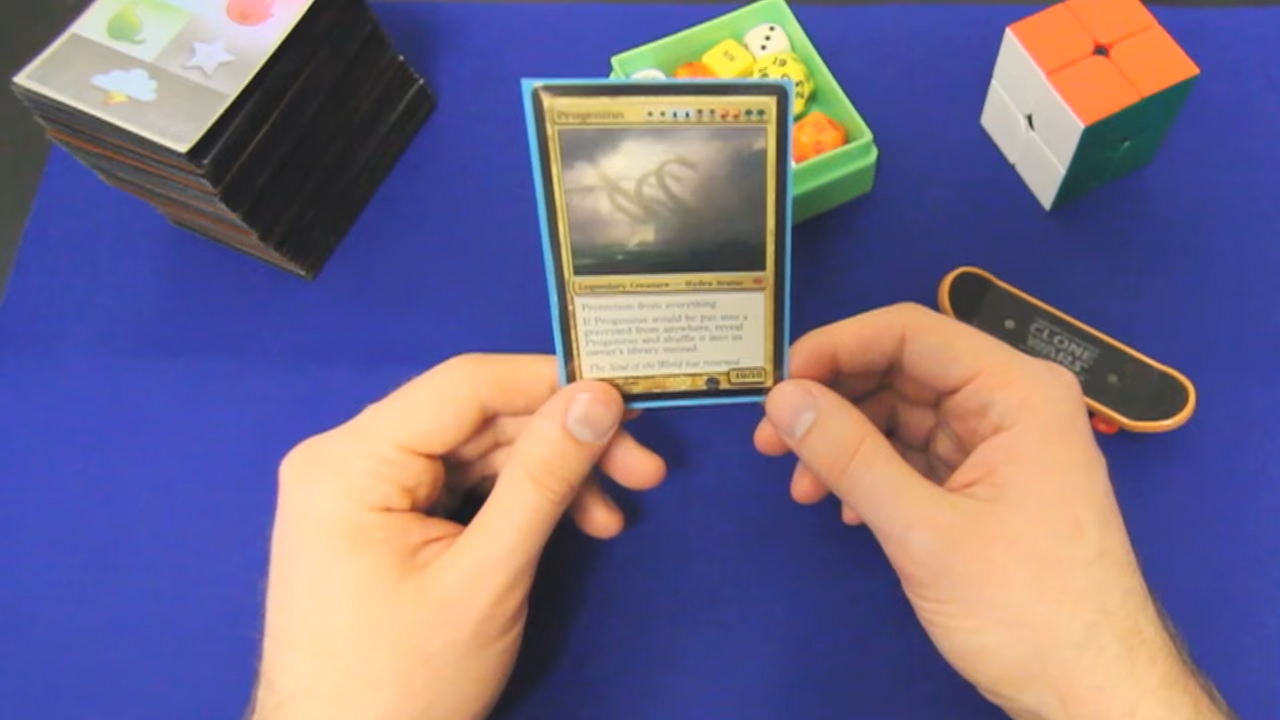 Progenitus
Legendary Creature — Hydra Avatar
Protection from everything
If Progenitus would be put into a
graveyard from anywhere, reveal
Progenitus and shuffle it into its
owner's library instead.
The Soul of the World has returned.
10/10
CLONE
WARS